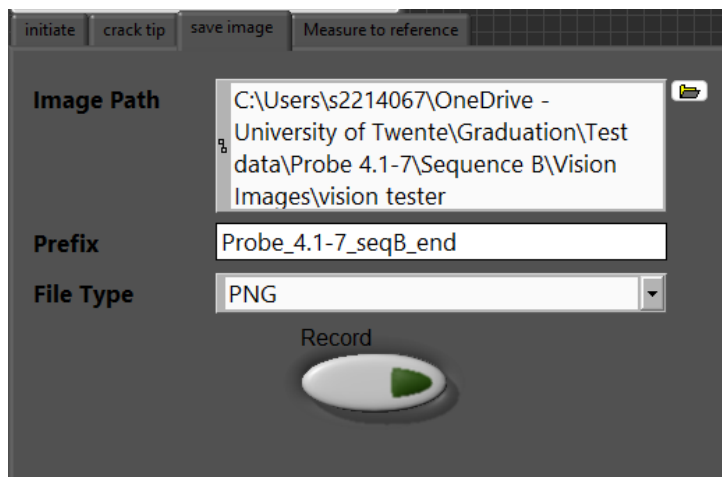 initiate crack tip save image Measure to reference
Image Path
C:\Users\s2214067\OneDrive -
University of Twente\Graduation\Test
data\Probe 4.1-7\Sequence B\Vision
Images\vision tester
Prefix Probe_4.1-7_seqB_end
File Type PNG
Record